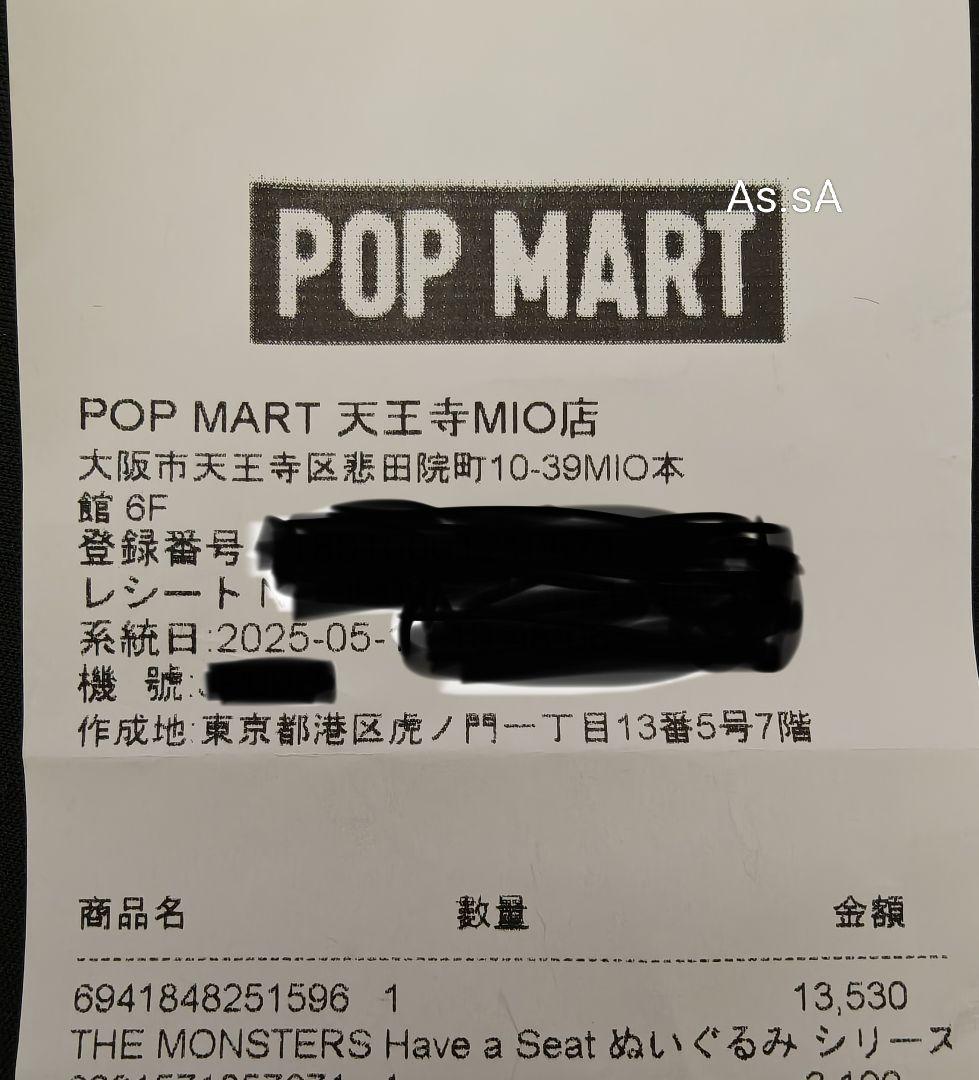 As.sA
POP MART
POP MART 天王寺MIO店
大阪市天王寺区悲田院町10-39MIO本
館 6F
登録番号
レシート
系統日:2025-05-
機 號:
作成地:東京都港区虎ノ門一丁目13番5号7階
商品名 数量 金額
6941848251596 1 13,530
THE MONSTERS Have a Seat ぬいぐるみ シリース